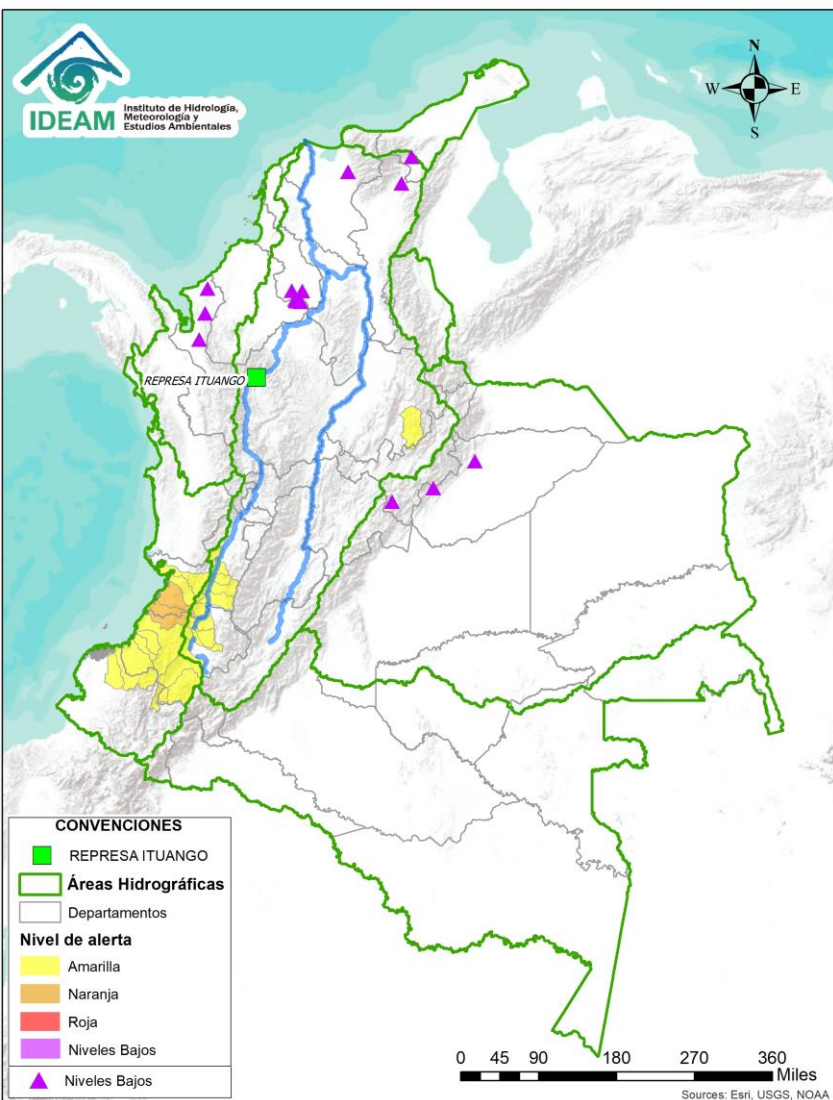 IDEAM
Instituto de Hidrología,
Meteorología y
Estudios Ambientales
N
W
E
S
REPRESA ITUANGO
CONVENCIONES
REPRESA ITUANGO
Áreas Hidrográficas
Departamentos
Nivel de alerta
Amarilla
Naranja
Roja
Niveles Bajos
Niveles Bajos
0 45 90 180 270 360
Miles
Sources: Esri, USGS, NOAA